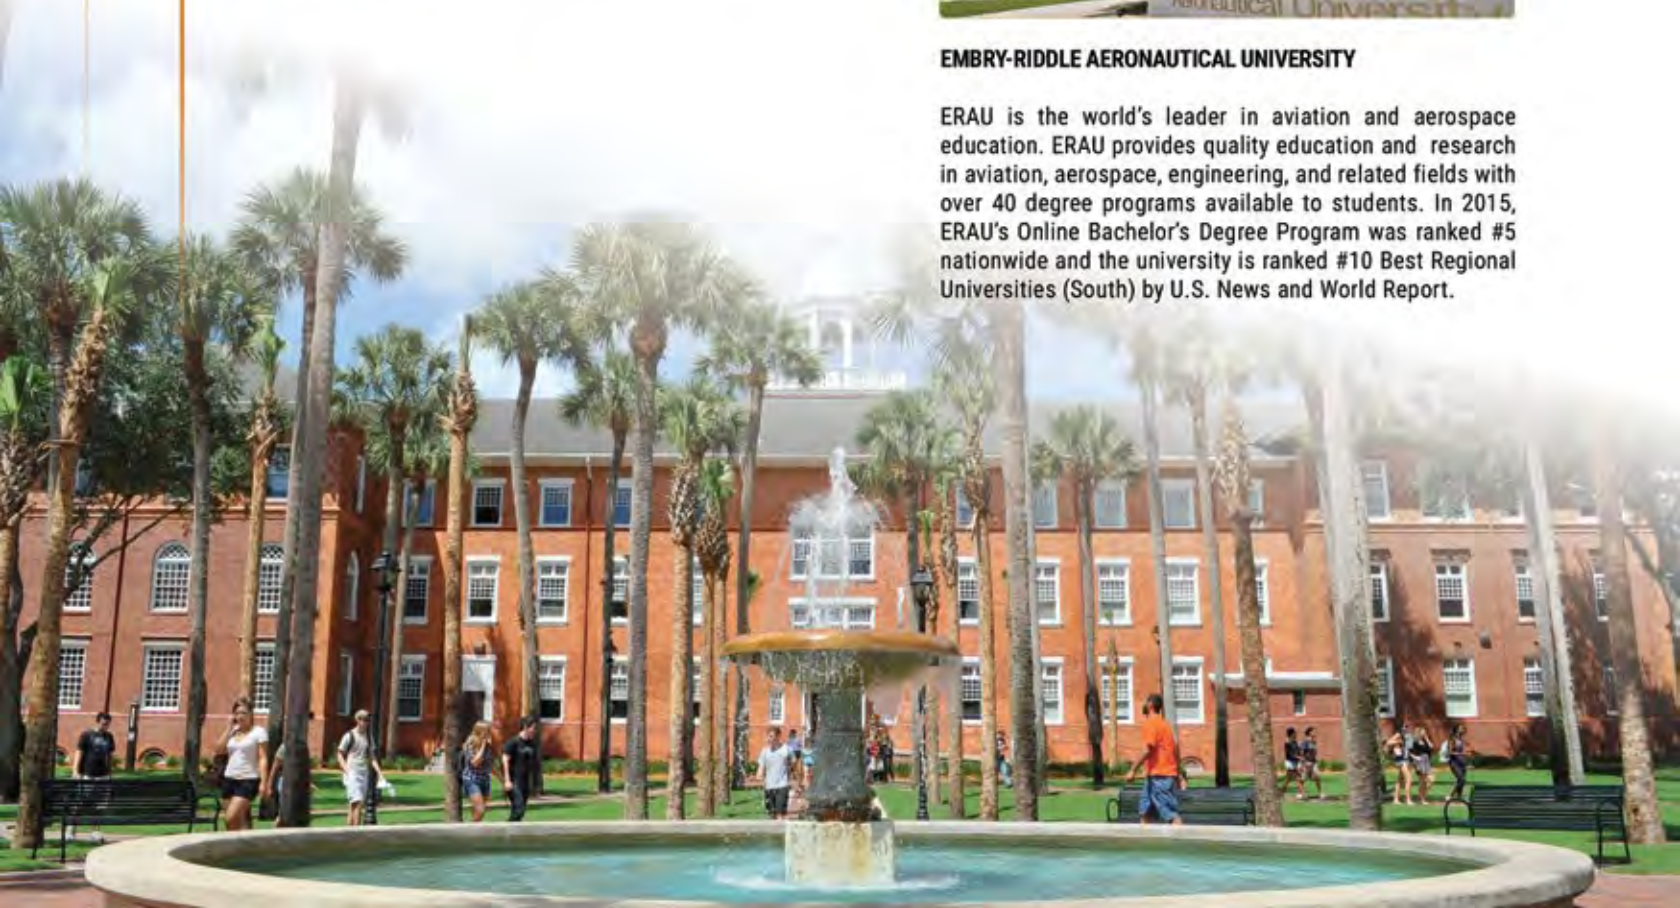 Aeronautical University
EMBRY-RIDDLE AERONAUTICAL UNIVERSITY
ERAU is the world's leader in aviation and aerospace
education. ERAU provides quality education and research
in aviation, aerospace, engineering, and related fields with
over 40 degree programs available to students. In 2015,
ERAU's Online Bachelor's Degree Program was ranked #5
nationwide and the university is ranked #10 Best Regional
Universities (South) by U.S. News and World Report.